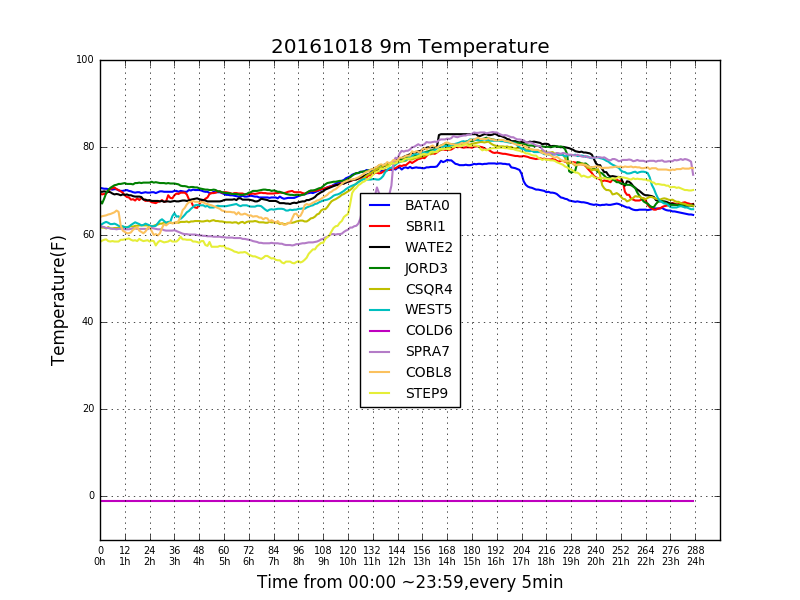 20161018 9m Temperature
100
80
60
40
20
0
Temperature(F)
BATA0
SBRI1
WATE2
JORD3
CSQR4
WEST5
COLD6
SPRA7
COBL8
STEP9
0 12 24 36 48 60 72 84 96 108 120 132 144 156 168 180 192 204 216 228 240 252 264 276 288
0h 1h 2h 3h 4h 5h 6h 7h 8h 9h 10h 11h 12h 13h 14h 15h 16h 17h 18h 19h 20h 21h 22h 23h 24h
Time from 00:00 ~23:59,every 5min